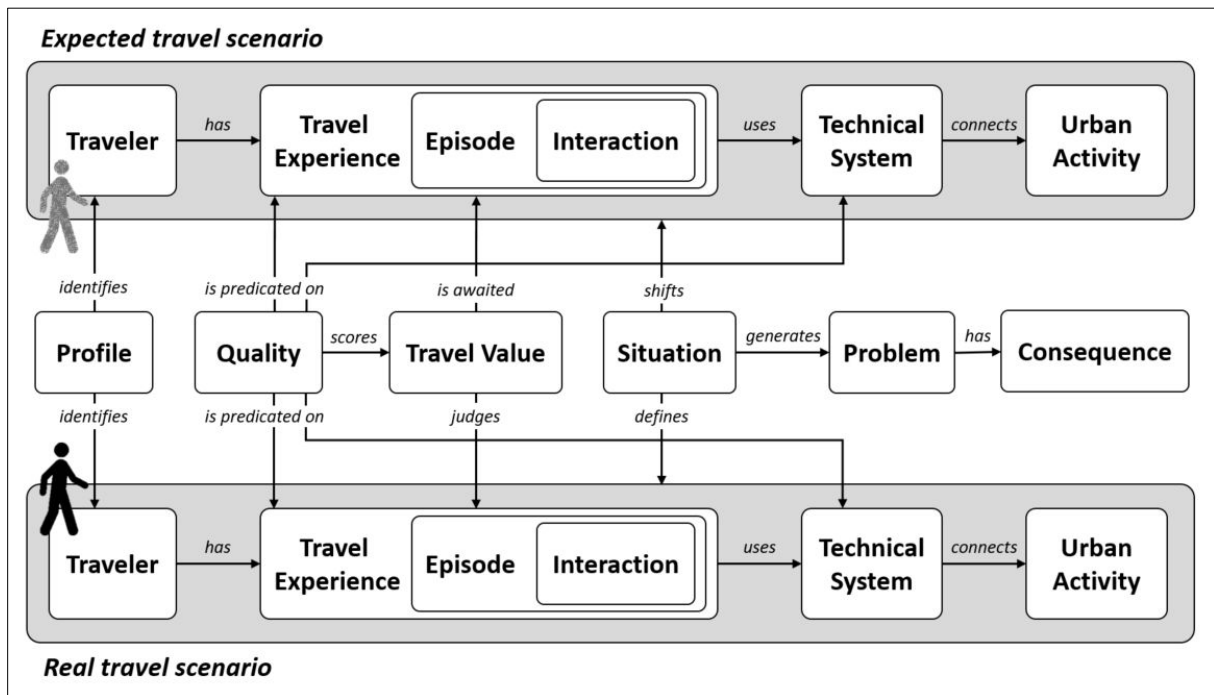 Expected travel scenario
Traveler
has
Travel
Experience
Episode
Interaction
uses
Technical
System
connects
Urban
Activity
identifies
is predicated on
is awaited
shifts
Profile
Quality
scores
Travel Value
Situation
generates
Problem
has
Consequence
identifies
is predicated on
judges
defines
Traveler
has
Travel
Experience
Episode
Interaction
uses
Technical
System
connects
Urban
Activity
Real travel scenario